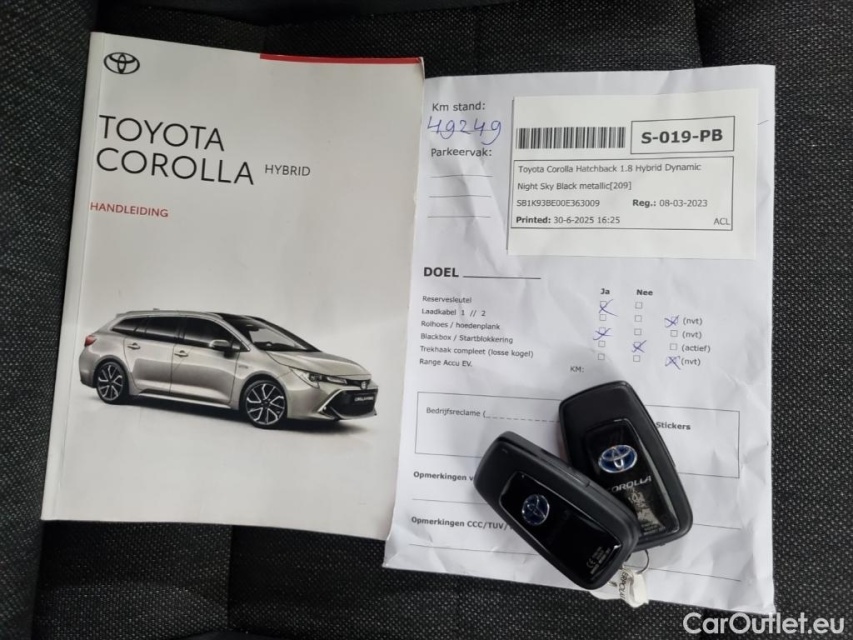 TOYOTA
COROLLA HYBRID
HANDLEIDING
Km stand:
49249
Parkeervak:
S-019-PB
Toyota Corolla Hatchback 1.8 Hybrid Dynamic
Night Sky Black metallic[209]
SB1K93BE00E363009 Reg.: 08-03-2023
Printed: 30-6-2025 16:25 ACL
DOEL
Ja Nee
Reservesleutel
Laadkabel 1 // 2 (nvt)
Rolhoes / hoedenplank (nvt)
Blackbox / Startblokkering (actief)
Trekhaak compleet (losse kogel) (nvt)
Range Accu EV. KM:
Bedrijfsreclame ( Stickers
Opmerkingen
Opmerkingen CCC/TUV/
COROLLA
CarOutlet.eu